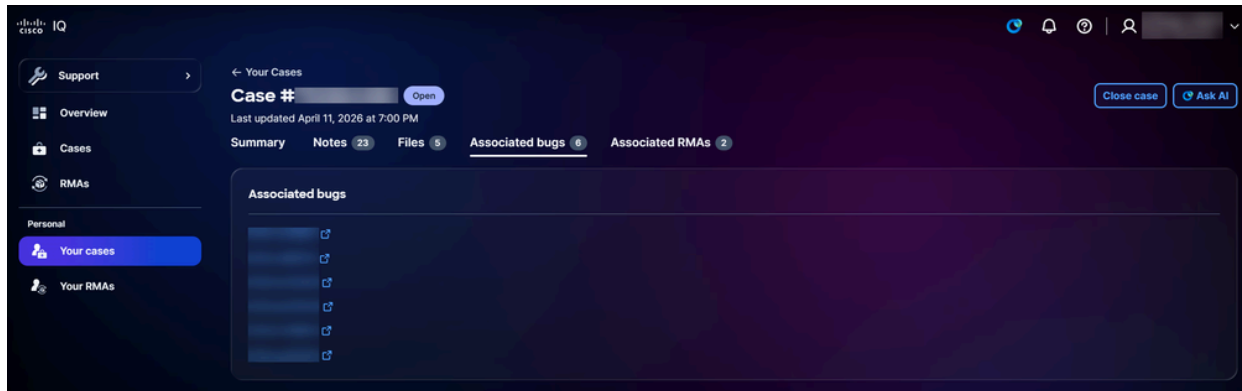 cisco IQ
Support
Overview
Cases
RMAs
Personal
Your cases
Your RMAs
← Your Cases
Case # Open
Last updated April 11, 2026 at 7:00 PM
Close case Ask AI
Summary Notes 23 Files 5 Associated bugs 6 Associated RMAs 2
Associated bugs